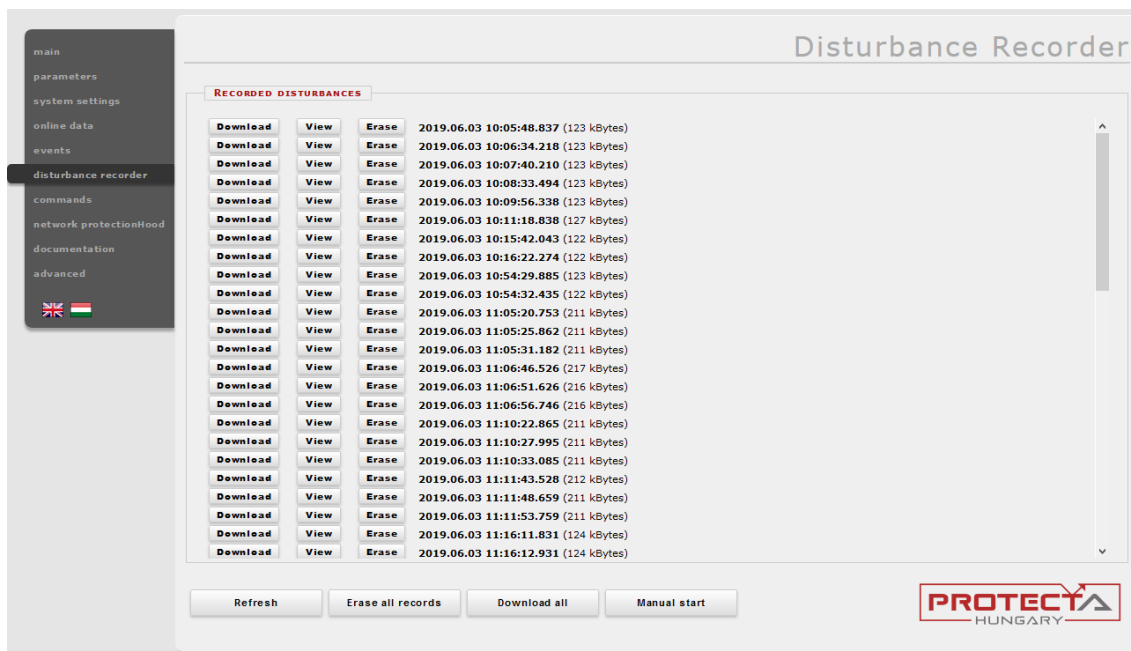 Disturbance Recorder
main
parameters
system settings
online data
events
disturbance recorder
commands
network protectionHood
documentation
advanced
RECORDED DISTURBANCES
Download View Erase 2019.06.03 10:05:48.837 (123 kBytes)
Download View Erase 2019.06.03 10:06:34.218 (123 kBytes)
Download View Erase 2019.06.03 10:07:40.210 (123 kBytes)
Download View Erase 2019.06.03 10:08:33.494 (123 kBytes)
Download View Erase 2019.06.03 10:09:56.338 (123 kBytes)
Download View Erase 2019.06.03 10:11:18.838 (127 kBytes)
Download View Erase 2019.06.03 10:15:42.043 (122 kBytes)
Download View Erase 2019.06.03 10:16:22.274 (122 kBytes)
Download View Erase 2019.06.03 10:54:29.885 (123 kBytes)
Download View Erase 2019.06.03 10:54:32.435 (122 kBytes)
Download View Erase 2019.06.03 11:05:20.753 (211 kBytes)
Download View Erase 2019.06.03 11:05:25.862 (211 kBytes)
Download View Erase 2019.06.03 11:05:31.182 (211 kBytes)
Download View Erase 2019.06.03 11:06:46.526 (217 kBytes)
Download View Erase 2019.06.03 11:06:51.626 (216 kBytes)
Download View Erase 2019.06.03 11:06:56.746 (216 kBytes)
Download View Erase 2019.06.03 11:10:22.865 (211 kBytes)
Download View Erase 2019.06.03 11:10:27.995 (211 kBytes)
Download View Erase 2019.06.03 11:10:33.085 (211 kBytes)
Download View Erase 2019.06.03 11:11:43.528 (212 kBytes)
Download View Erase 2019.06.03 11:11:48.659 (211 kBytes)
Download View Erase 2019.06.03 11:11:53.759 (211 kBytes)
Download View Erase 2019.06.03 11:16:11.831 (124 kBytes)
Download View Erase 2019.06.03 11:16:12.931 (124 kBytes)
Refresh Erase all records Download all Manual start
PROTECTA
HUNGARY